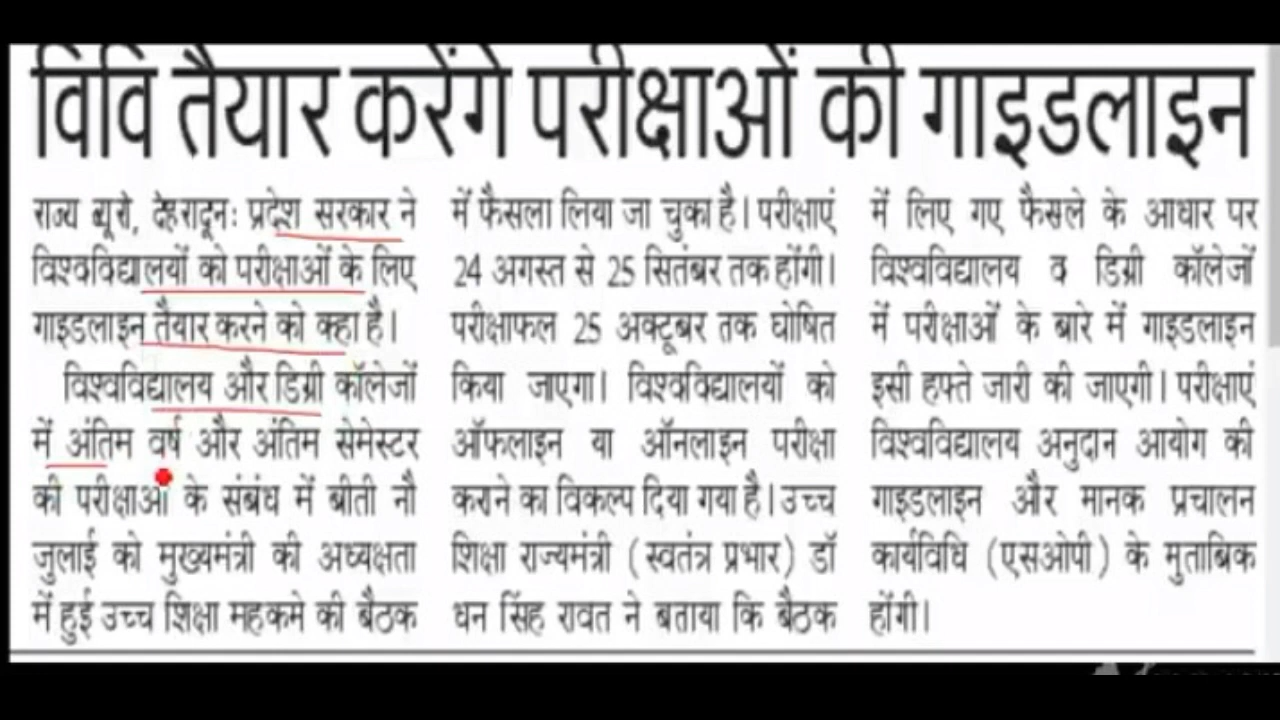 विवि तैयार करेंगे परीक्षाओं की गाइडलाइन
राज्य ब्यूरो, देहरादून: प्रदेश सरकार ने
विश्वविद्यालयों को परीक्षाओं के लिए
गाइडलाइन तैयार करने को कहा है।
विश्वविद्यालय और डिग्री कॉलेजों
में अंतिम वर्ष और अंतिम सेमेस्टर
की परीक्षाओं के संबंध में बीती नौ
जुलाई को मुख्यमंत्री की अध्यक्षता
में हुई उच्च शिक्षा महकमे की बैठक
में फैसला लिया जा चुका है। परीक्षाएं
24 अगस्त से 25 सितंबर तक होंगी।
परीक्षाफल 25 अक्टूबर तक घोषित
किया जाएगा। विश्वविद्यालयों को
ऑफलाइन या ऑनलाइन परीक्षा
कराने का विकल्प दिया गया है। उच्च
शिक्षा राज्यमंत्री (स्वतंत्र प्रभार) डॉ
धन सिंह रावत ने बताया कि बैठक
में लिए गए फैसले के आधार पर
विश्वविद्यालय व डिग्री कॉलेजों
में परीक्षाओं के बारे में गाइडलाइन
इसी हफ्ते जारी की जाएगी। परीक्षाएं
विश्वविद्यालय अनुदान आयोग की
गाइडलाइन और मानक प्रचालन
कार्यविधि (एसओपी) के मुताबिक
होंगी।